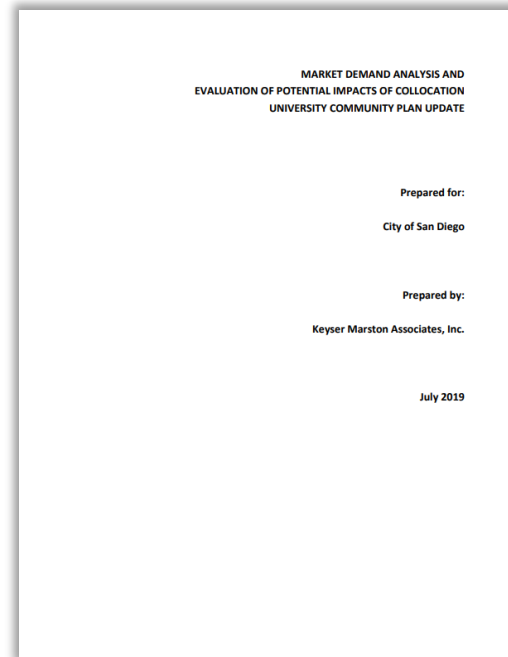 MARKET DEMAND ANALYSIS AND
EVALUATION OF POTENTIAL IMPACTS OF COLLOCATION
UNIVERSITY COMMUNITY PLAN UPDATE
Prepared for:
City of San Diego
Prepared by:
Keyser Marston Associates, Inc.
July 2019